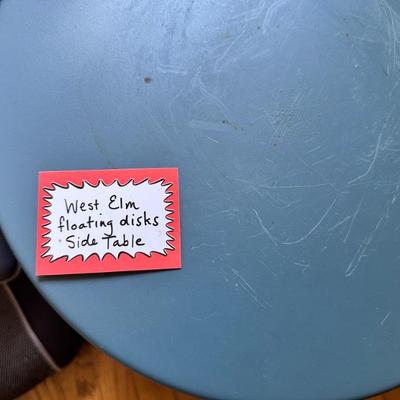 West Elm
floating disks
Side Table